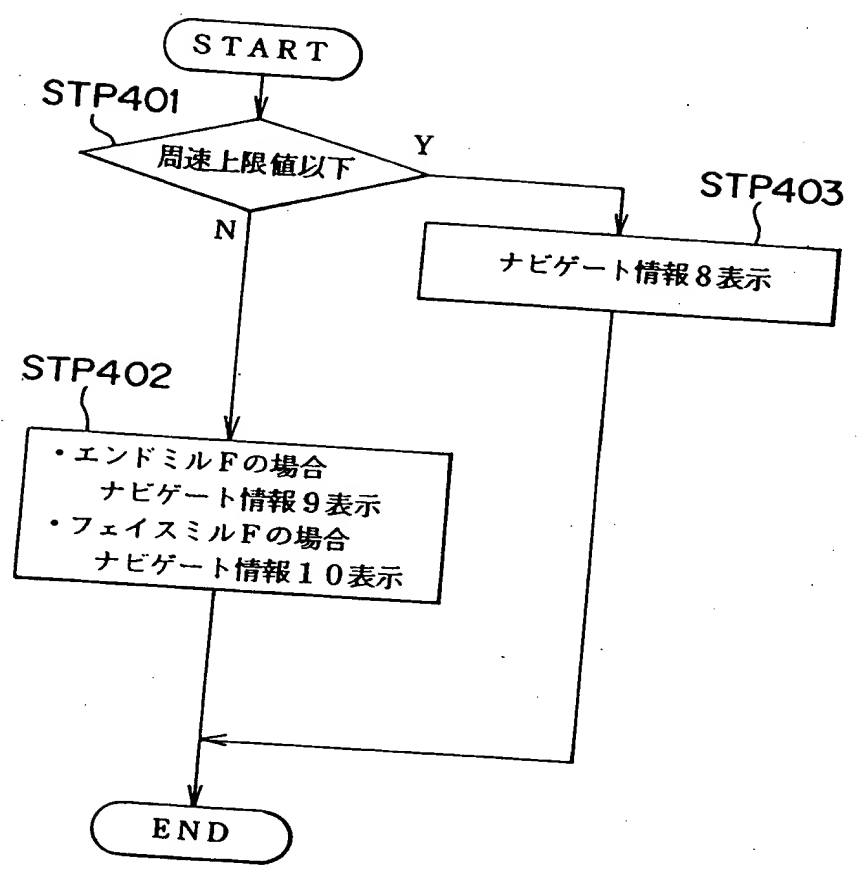 START
STP401
周速上限値以下
Y
N
STP403
ナビゲート情報8表示
STP402
・エンドミルFの場合
ナビゲート情報9表示
・フェイスミルFの場合
ナビゲート情報10表示
END